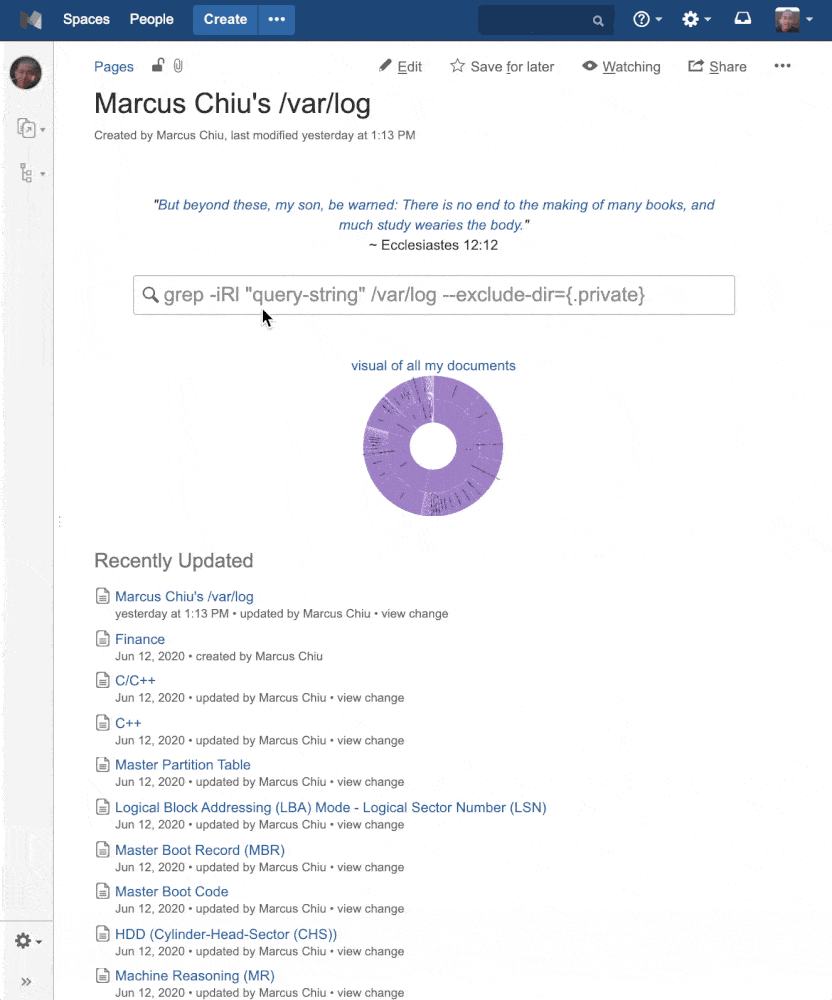 Spaces People Create •••
Pages Edit Save for later Watching Share •••
Marcus Chiu's /var/log
Created by Marcus Chiu, last modified yesterday at 1:13 PM
"But beyond these, my son, be warned: There is no end to the making of many books, and
much study wearies the body."
~ Ecclesiastes 12:12
grep -iRl "query-string" /var/log --exclude-dir={.private}
visual of all my documents
Recently Updated
Marcus Chiu's /var/log
yesterday at 1:13 PM • updated by Marcus Chiu • view change
Finance
Jun 12, 2020 • created by Marcus Chiu
C/C++
Jun 12, 2020 • updated by Marcus Chiu • view change
C++
Jun 12, 2020 • updated by Marcus Chiu • view change
Master Partition Table
Jun 12, 2020 • updated by Marcus Chiu • view change
Logical Block Addressing (LBA) Mode - Logical Sector Number (LSN)
Jun 12, 2020 • updated by Marcus Chiu • view change
Master Boot Record (MBR)
Jun 12, 2020 • updated by Marcus Chiu • view change
Master Boot Code
Jun 12, 2020 • updated by Marcus Chiu • view change
HDD (Cylinder-Head-Sector (CHS))
Jun 12, 2020 • updated by Marcus Chiu • view change
Machine Reasoning (MR)
Jun 12, 2020 • updated by Marcus Chiu • view change